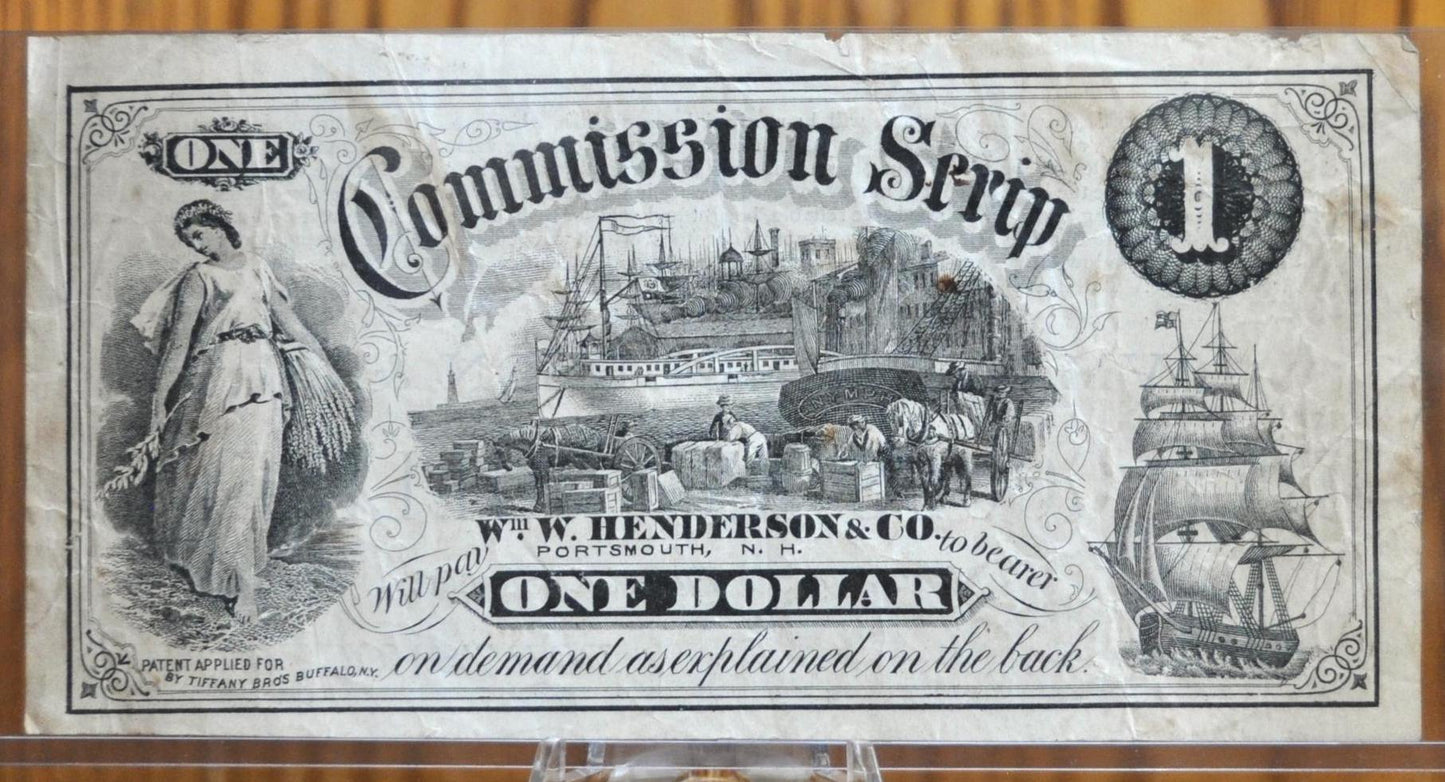 ONE
Commission Scrip
1
Wm. W. HENDERSON & CO.
PORTSMOUTH, N. H.
Will pay ONE DOLLAR to bearer
on demand as explained on the back.
PATENT APPLIED FOR
BY TIFFANY BRO'S BUFFALO, N.Y.